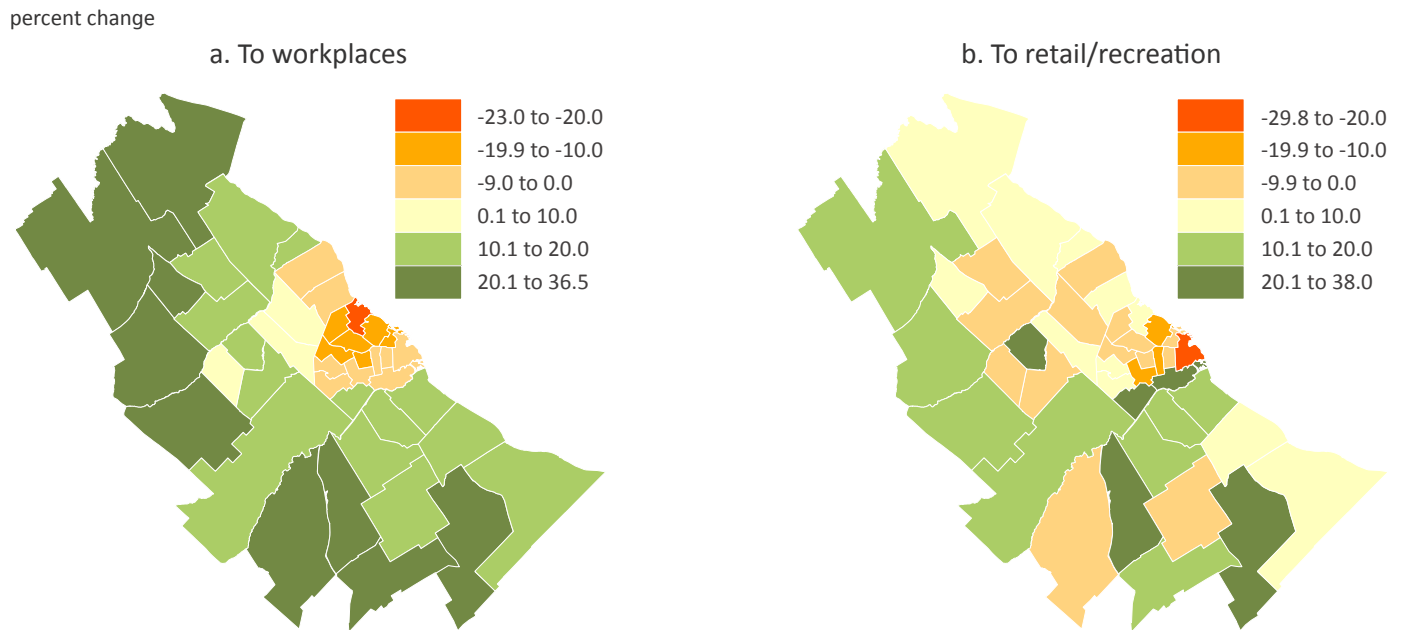 percent change
a. To workplaces
-23.0 to -20.0
-19.9 to -10.0
-9.0 to 0.0
0.1 to 10.0
10.1 to 20.0
20.1 to 36.5
b. To retail/recreation
-29.8 to -20.0
-19.9 to -10.0
-9.9 to 0.0
0.1 to 10.0
10.1 to 20.0
20.1 to 38.0